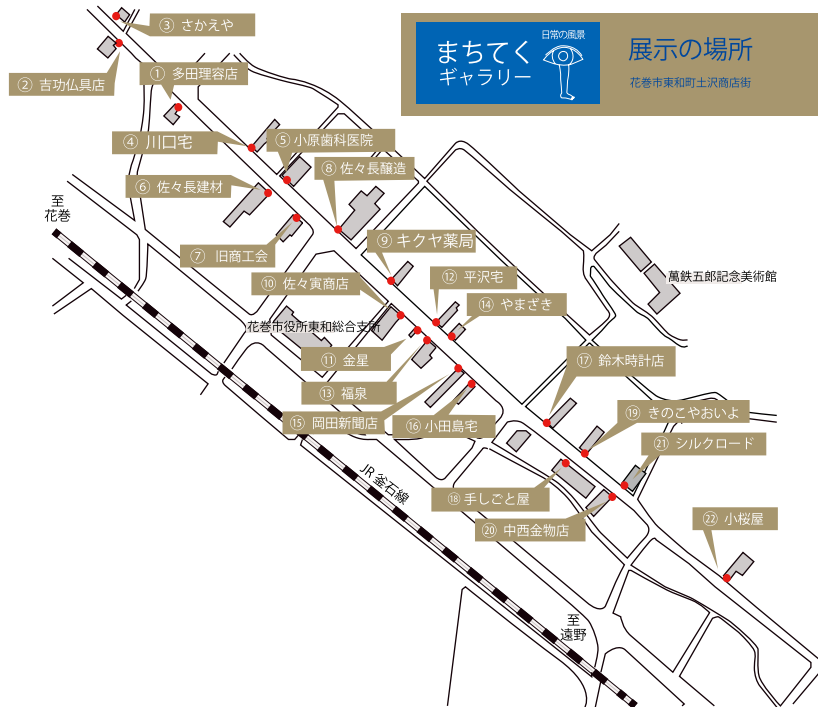 ③ さかえや
② 吉功仏具店
① 多田理容店
日常の風景
まちてく
ギャラリー
展示の場所
花巻市東和町土沢商店街
④ 川口宅
⑤ 小原歯科医院
⑧ 佐々長醸造
⑥ 佐々長建材
至
花巻
⑦ 旧商工会
⑨ キクヤ薬局
⑩ 佐々寅商店
⑫ 平沢宅
⑭ やまざき
萬鉄五郎記念美術館
花巻市役所東和総合支所
⑪ 金星
⑬ 福泉
⑮ 岡田新聞店
⑯ 小田島宅
⑰ 鈴木時計店
⑲ きのこやおいよ
㉑ シルクロード
JR 釜石線
⑱ 手しごと屋
⑳ 中西金物店
㉒ 小桜屋
至
遠野